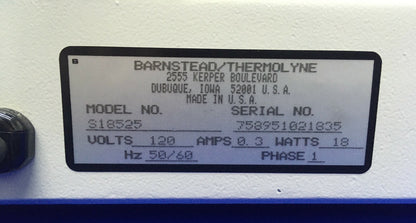 BARNSTEAD/THERMOLYNE
2555 KERPER BOULEVARD
DUBUQUE, IOWA 52001 U.S.A.
MADE IN U.S.A.
MODEL NO. SERIAL NO.
S18525 758951021835
VOLTS 120 AMPS 0.3 WATTS 18
Hz 50/60 PHASE 1